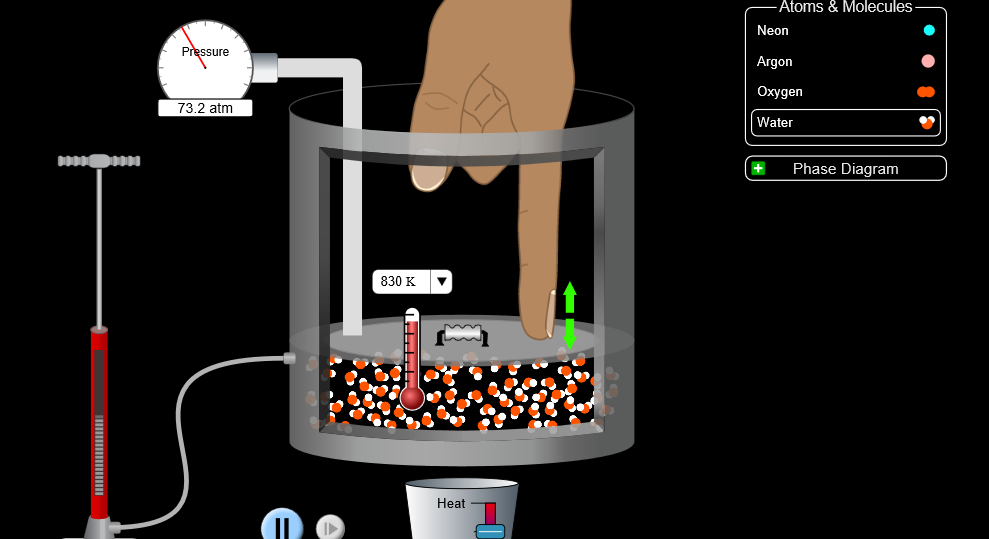 Pressure
73.2 atm
Atoms & Molecules
Neon
Argon
Oxygen
Water
Phase Diagram
830 K
Heat